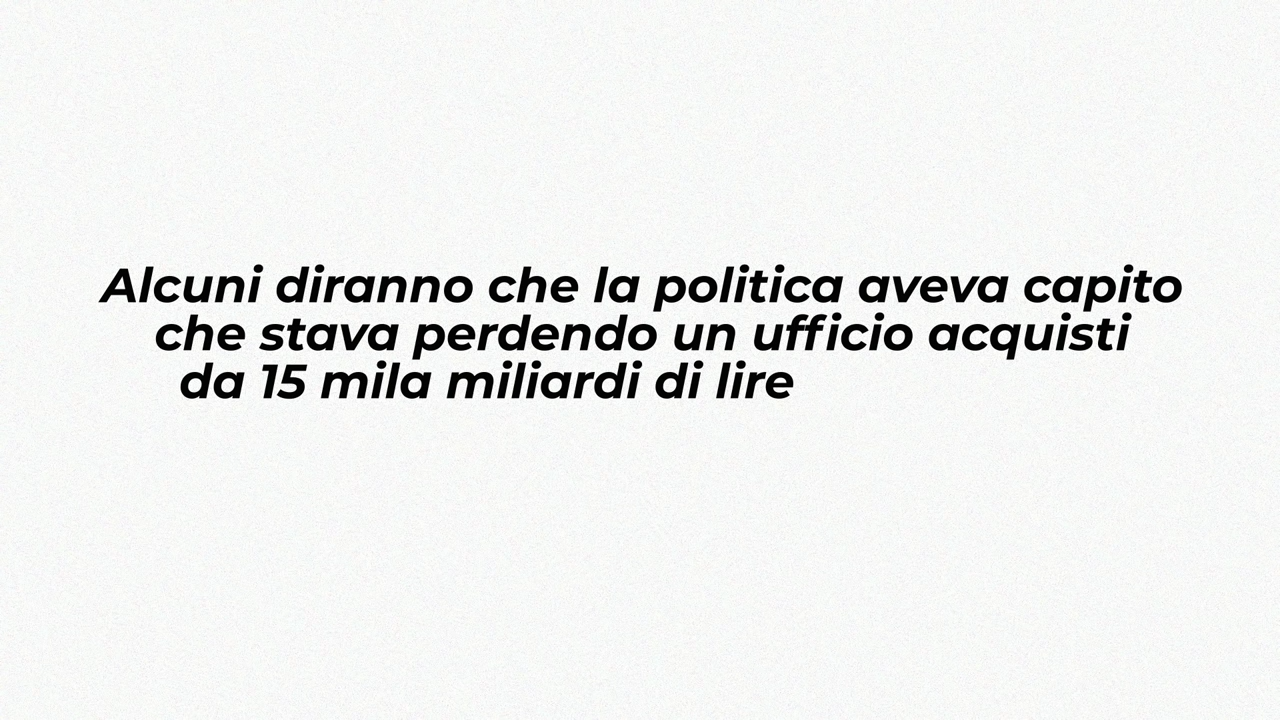 Alcuni diranno che la politica aveva capito
che stava perdendo un ufficio acquisti
da 15 mila miliardi di lire